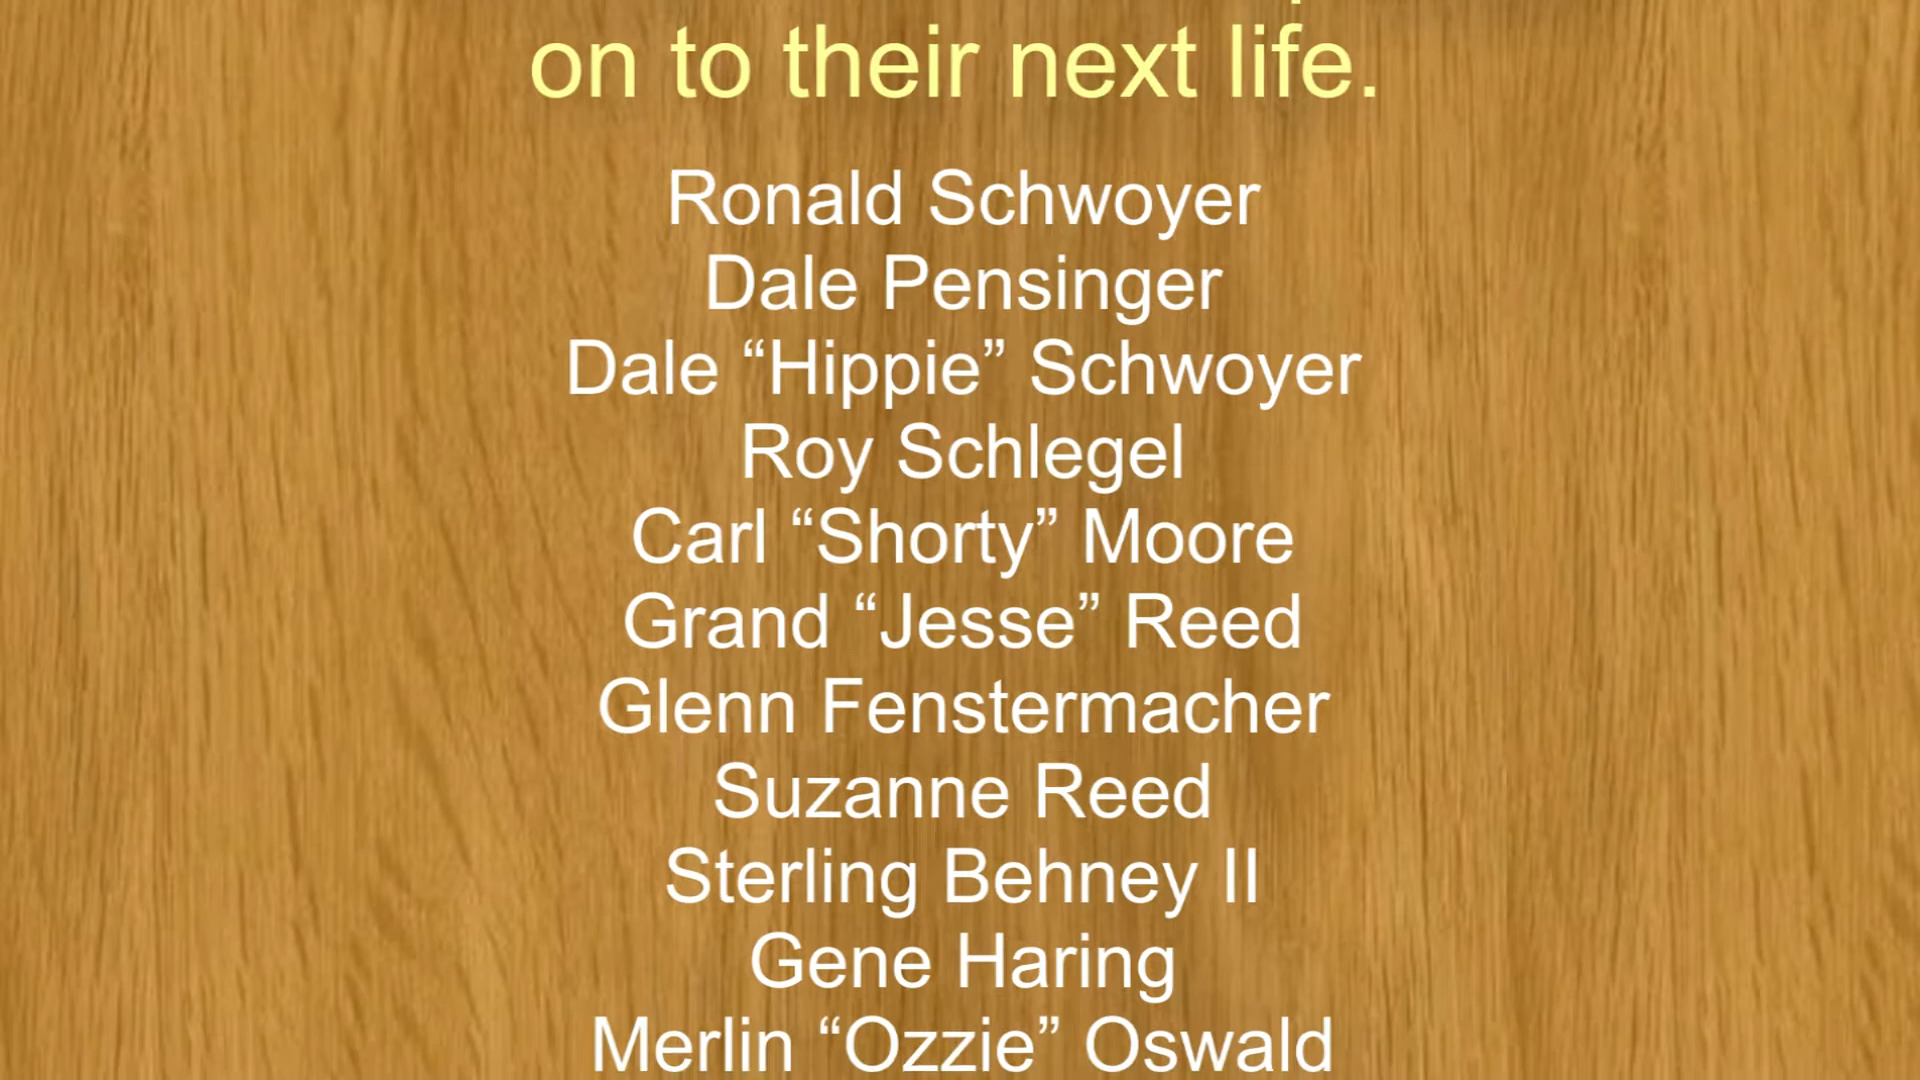 on to their next life.
Ronald Schwoyer
Dale Pensinger
Dale “Hippie” Schwoyer
Roy Schlegel
Carl “Shorty” Moore
Grand “Jesse” Reed
Glenn Fenstermacher
Suzanne Reed
Sterling Behney II
Gene Haring
Merlin “Ozzie” Oswald